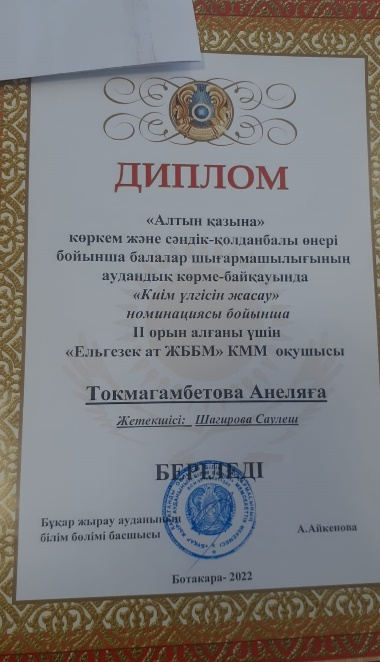 ДИПЛОМ
«Алтын қазына»
көркем және сәндік-қолданбалы өнері
бойынша балалар шығармашылығының
аудандық көрме-байқауында
«Киім үлгісін жасау»
номинациясы бойынша
ІІ орын алғаны үшін
«Ельгезек ат ЖББМ» КММ оқушысы
Токмагамбетова Анеляға
Жетекшісі: Шагирова Саулеш
БЕРІЛЕДІ
Бұқар жырау ауданының
білім бөлімі басшысы
А.Айкенова
Ботакара- 2022